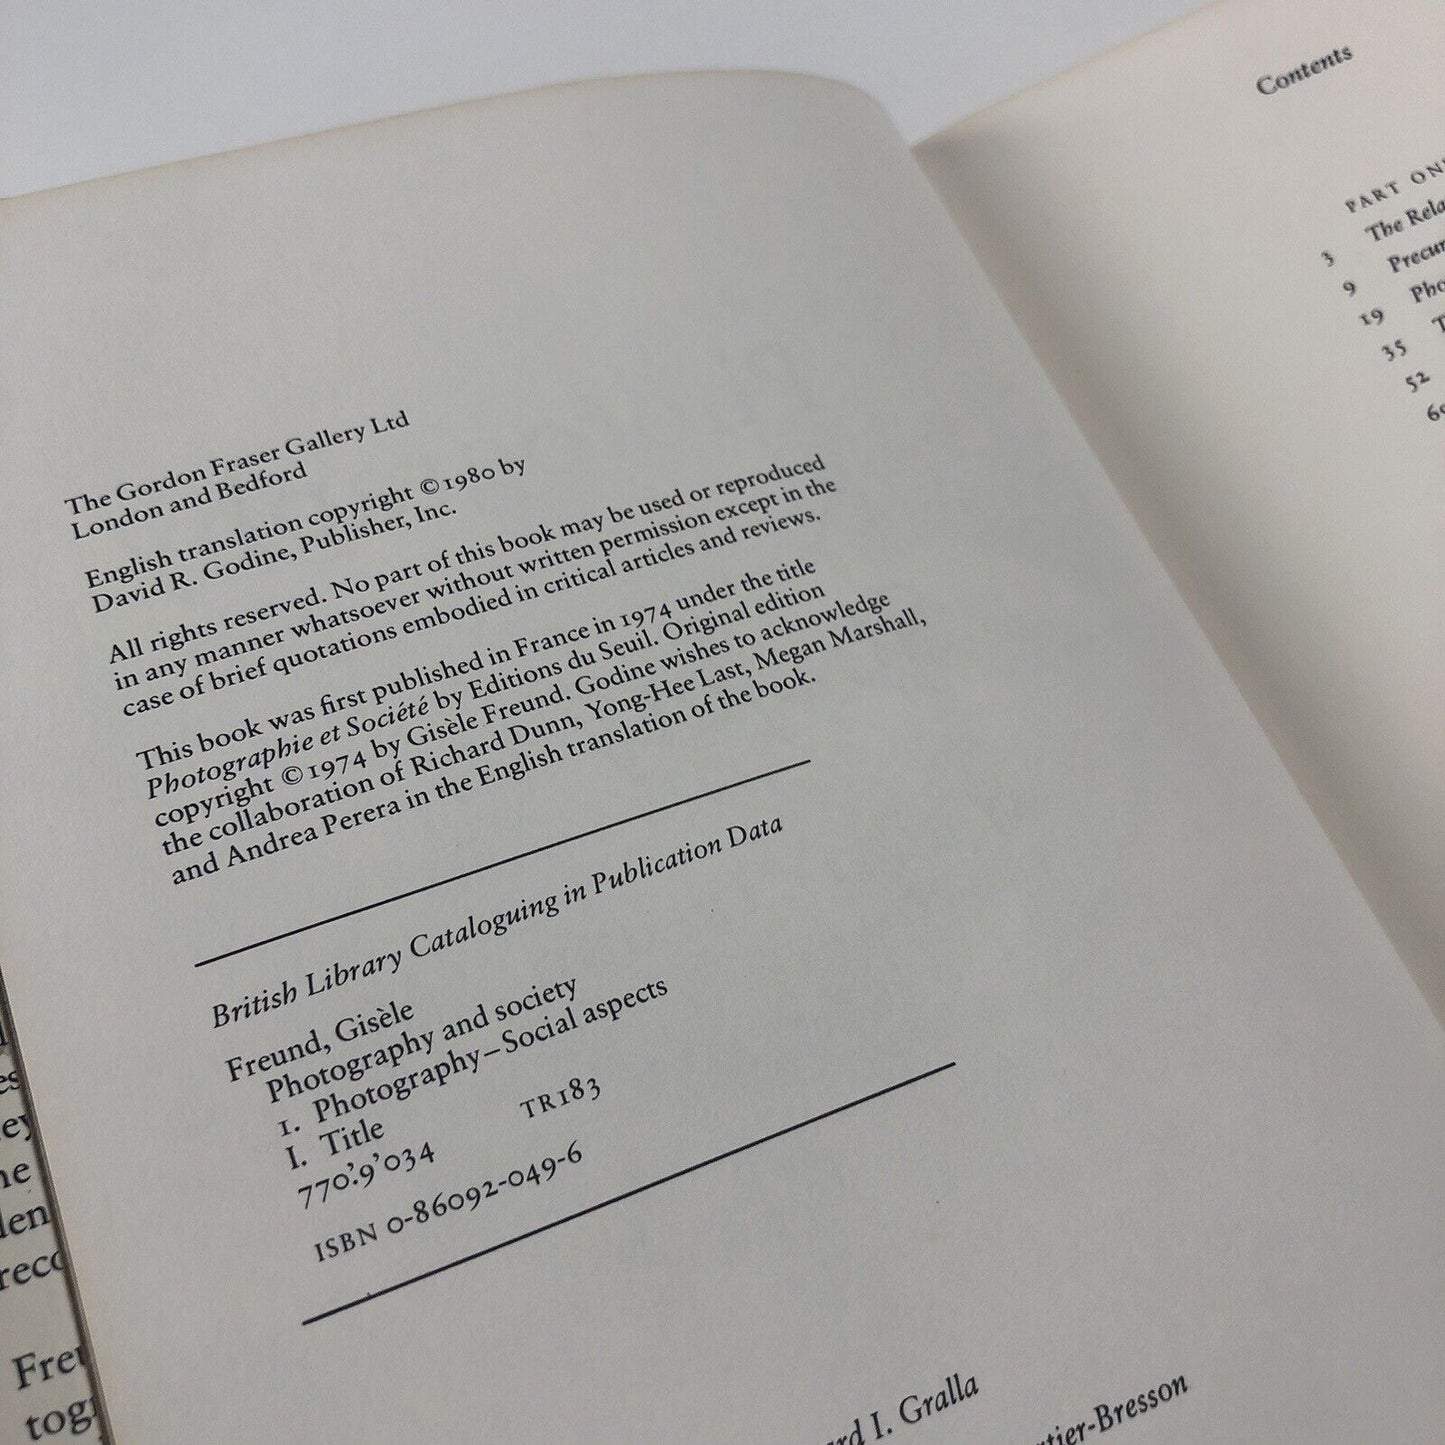 The Gordon Fraser Gallery Ltd
London and Bedford
English translation copyright © 1980 by
David R. Godine, Publisher, Inc.
All rights reserved. No part of this book may be used or reproduced
in any manner whatsoever without written permission except in the
case of brief quotations embodied in critical articles and reviews.
This book was first published in France in 1974 under the title
Photographie et Société by Editions du Seuil. Original edition
copyright © 1974 by Gisèle Freund. Godine wishes to acknowledge
the collaboration of Richard Dunn, Yong-Hee Last, Megan Marshall,
and Andrea Perera in the English translation of the book.
British Library Cataloguing in Publication Data
Freund, Gisèle
Photography and society
1. Photography–Social aspects
I. Title
770'.9'034 TR183
ISBN 0-86092-049-6
I. Gralla
-Bresson
Contents
PART
3 The
9
19
35
52